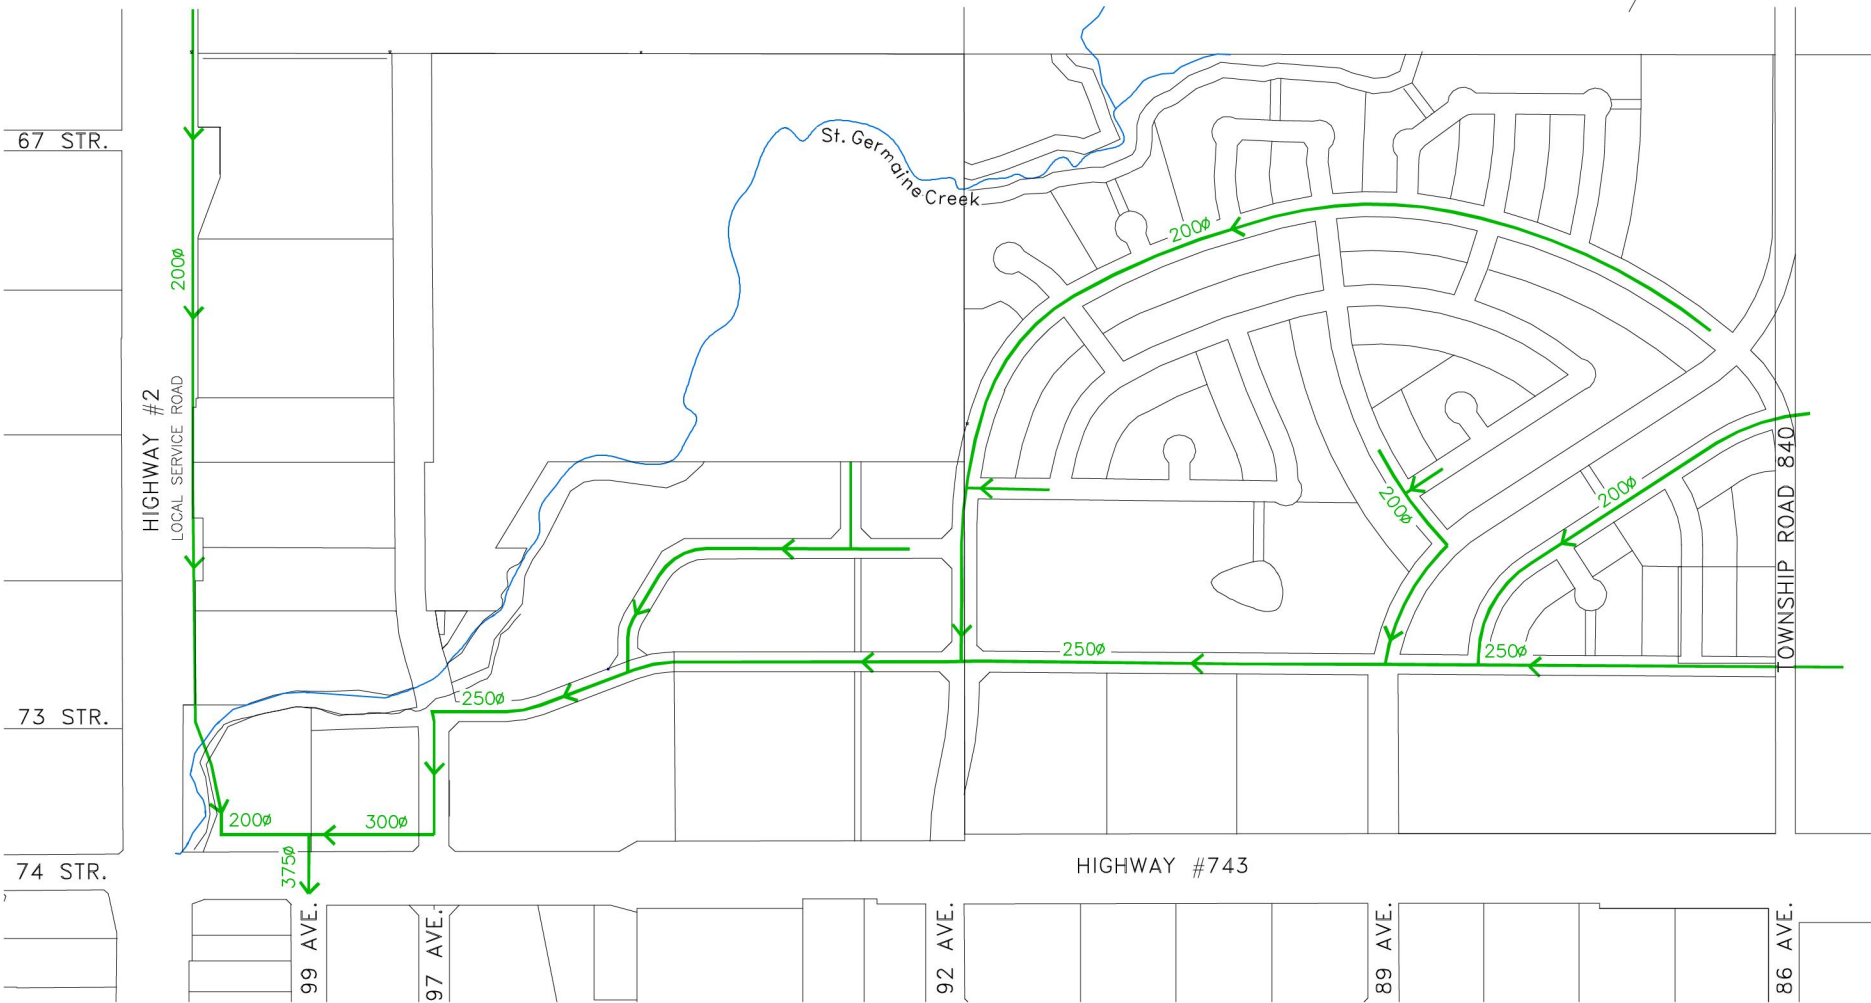 67 STR.
St. Germaine Creek
200ø
200ø
HIGHWAY #2
LOCAL SERVICE ROAD
200ø
200ø
TOWNSHIP ROAD 840
250ø
250ø
250ø
73 STR.
200ø
300ø
375ø
74 STR.
HIGHWAY #743
99 AVE.
97 AVE.
92 AVE.
89 AVE.
86 AVE.